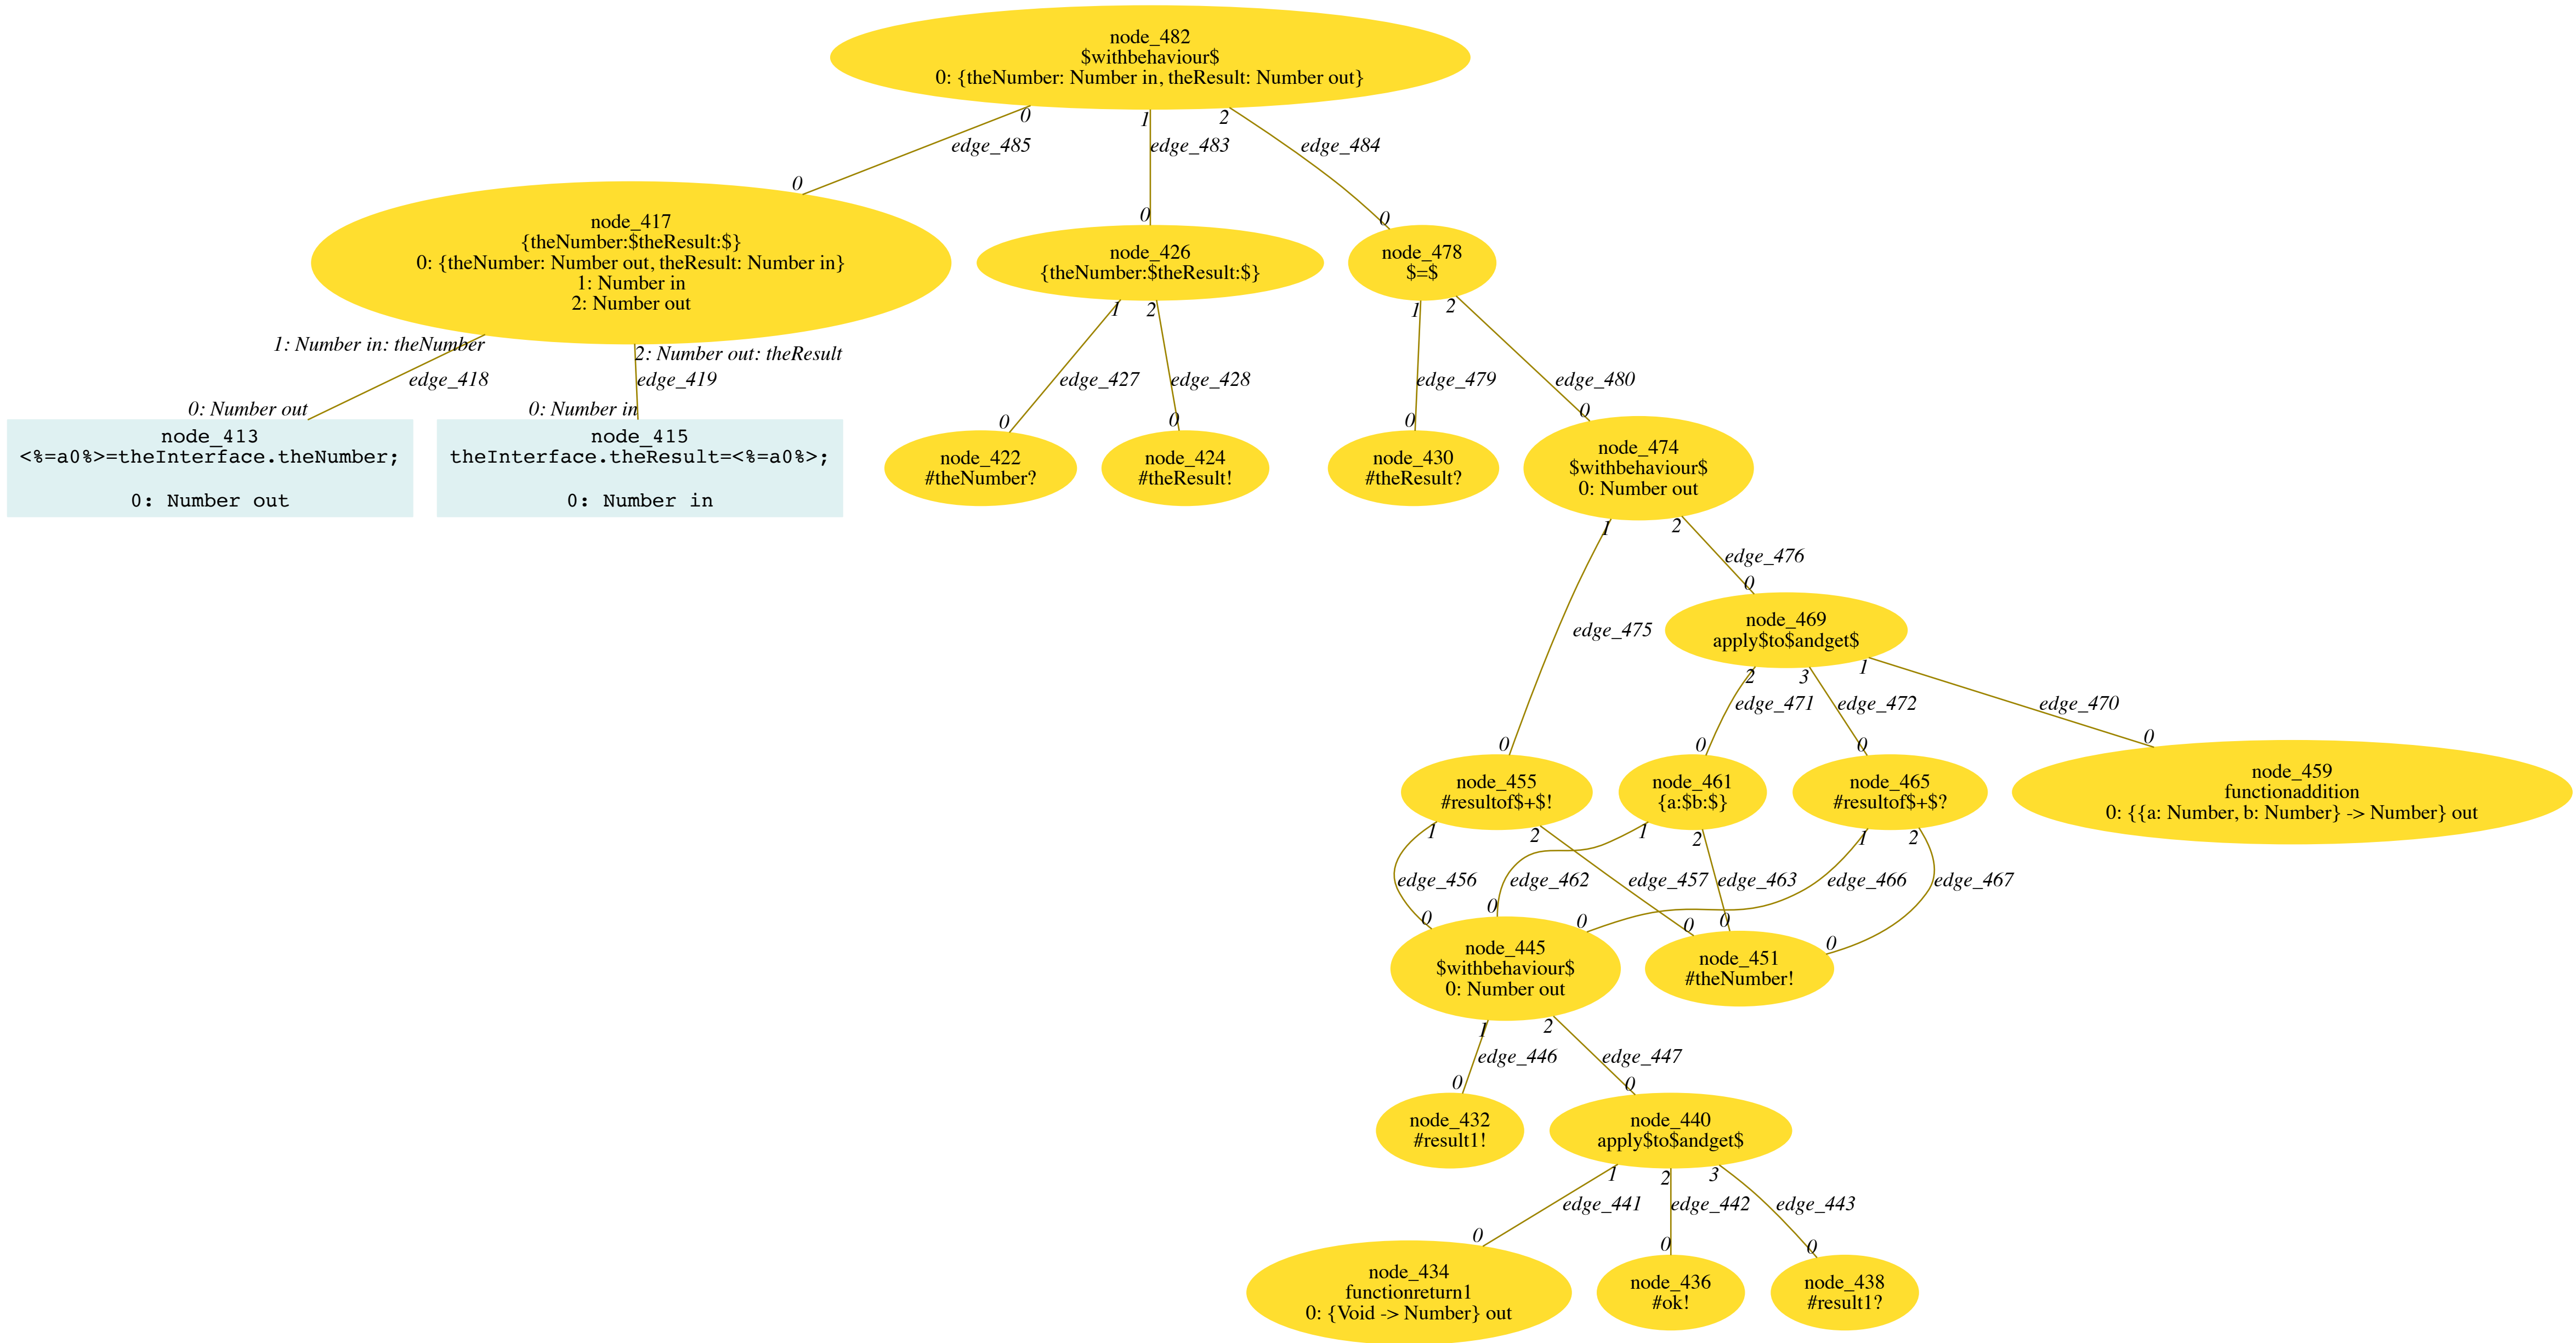 node_482
$withbehaviour$
0: {theNumber: Number in, theResult: Number out}
0
1
2
edge_485
edge_483
edge_484
0
0
0
node_417
{theNumber:$theResult:$}
0: {theNumber: Number out, theResult: Number in}
1: Number in
2: Number out
node_426
{theNumber:$theResult:$}
node_478
$=$
1: Number in: theNumber
2: Number out: theResult
1
2
1
2
edge_418
edge_419
edge_427
edge_428
edge_479
edge_480
0: Number out
0: Number in
0
0
0
0
node_413
<%=a0%>=theInterface.theNumber;
0: Number out
node_415
theInterface.theResult=<%=a0%>;
0: Number in
node_422
#theNumber?
node_424
#theResult!
node_430
#theResult?
node_474
$withbehaviour$
0: Number out
1
2
edge_476
0
edge_475
node_469
apply$to$andget$
2
3
1
edge_471
edge_472
edge_470
0
0
0
0
node_455
#resultof$+$!
node_461
{a:$b:$}
node_465
#resultof$+$?
node_459
functionaddition
0: {{a: Number, b: Number} -> Number} out
1
2
1
2
1
2
edge_456
edge_462
edge_457
edge_463
edge_466
edge_467
0
0
0
0
0
0
node_445
$withbehaviour$
0: Number out
node_451
#theNumber!
1
2
edge_446
edge_447
0
0
node_432
#result1!
node_440
apply$to$andget$
1
2
3
edge_441
edge_442
edge_443
0
0
0
node_434
functionreturn1
0: {Void -> Number} out
node_436
#ok!
node_438
#result1?